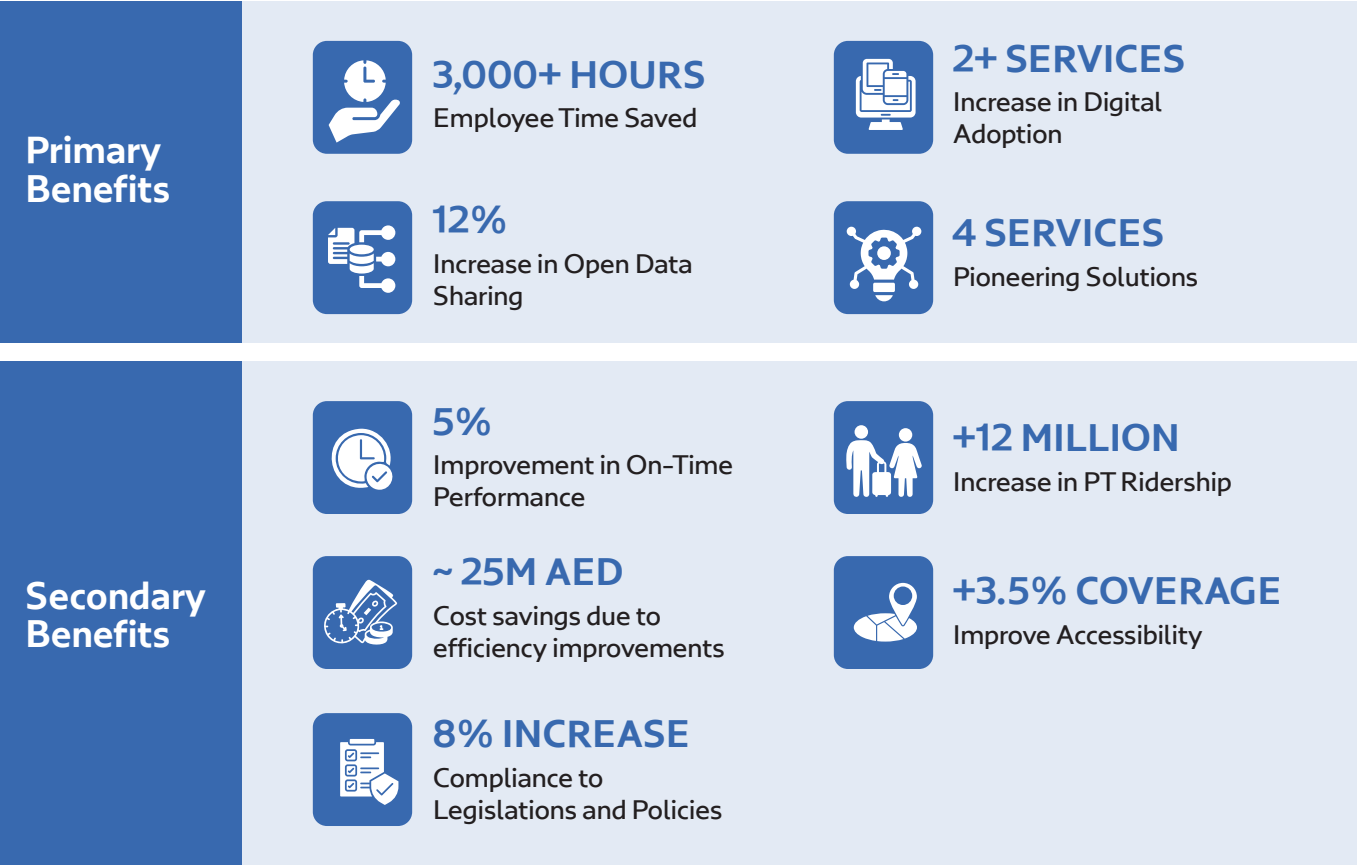 Primary
Benefits
3,000+ HOURS
Employee Time Saved
2+ SERVICES
Increase in Digital
Adoption
12%
Increase in Open Data
Sharing
4 SERVICES
Pioneering Solutions
Secondary
Benefits
5%
Improvement in On-Time
Performance
+12 MILLION
Increase in PT Ridership
~ 25M AED
Cost savings due to
efficiency improvements
+3.5% COVERAGE
Improve Accessibility
8% INCREASE
Compliance to
Legislations and Policies